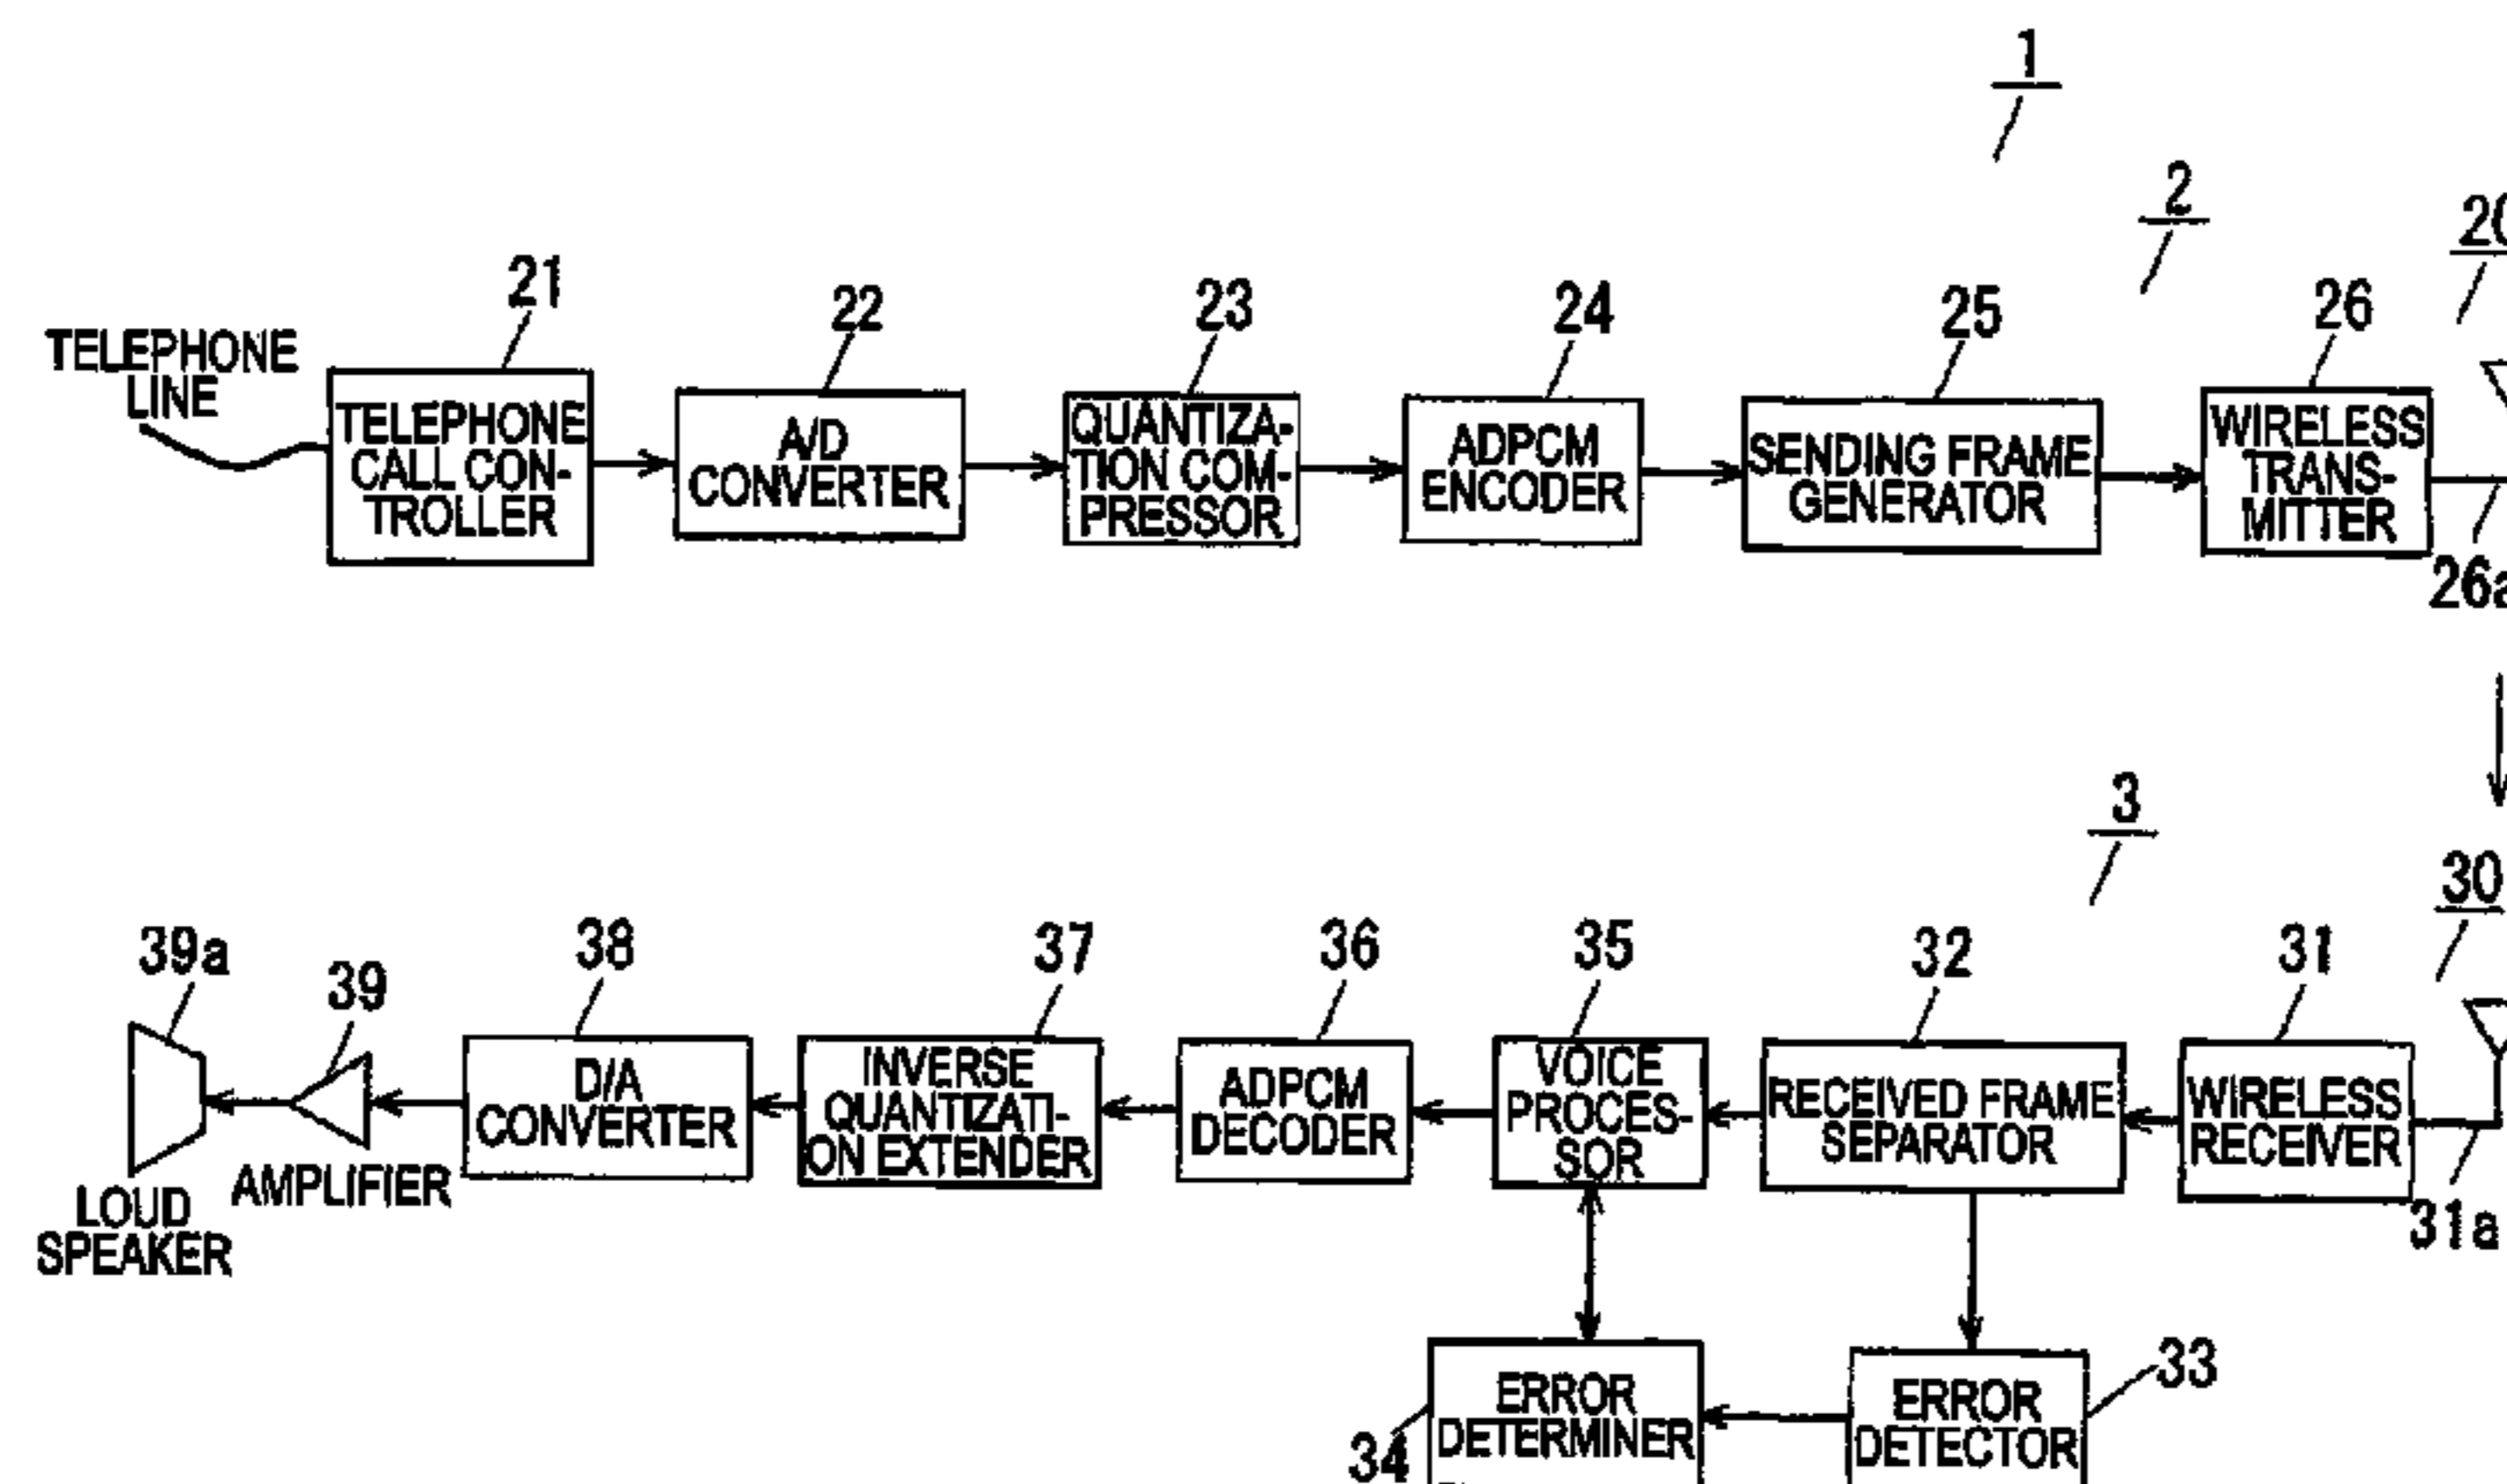 1
2
21
22
23
24
25
26
TELEPHONE
LINE
TELEPHONE
CALL CON-
TROLLER
A/D
CONVERTER
QUANTIZA-
TION COM-
PRESSOR
ADPCM
ENCODER
SENDING FRAME
GENERATOR
WIRELESS
TRANS-
MITTER
26a
3
30
39a
39
38
37
36
35
32
31
LOUD
SPEAKER
AMPLIFIER
D/A
CONVERTER
INVERSE
QUANTIZATI-
ON EXTENDER
ADPCM
DECODER
VOICE
PROCES-
SOR
RECEIVED FRAME
SEPARATOR
WIRELESS
RECEIVER
31a
34
ERROR
DETERMINER
ERROR
DETECTOR
33